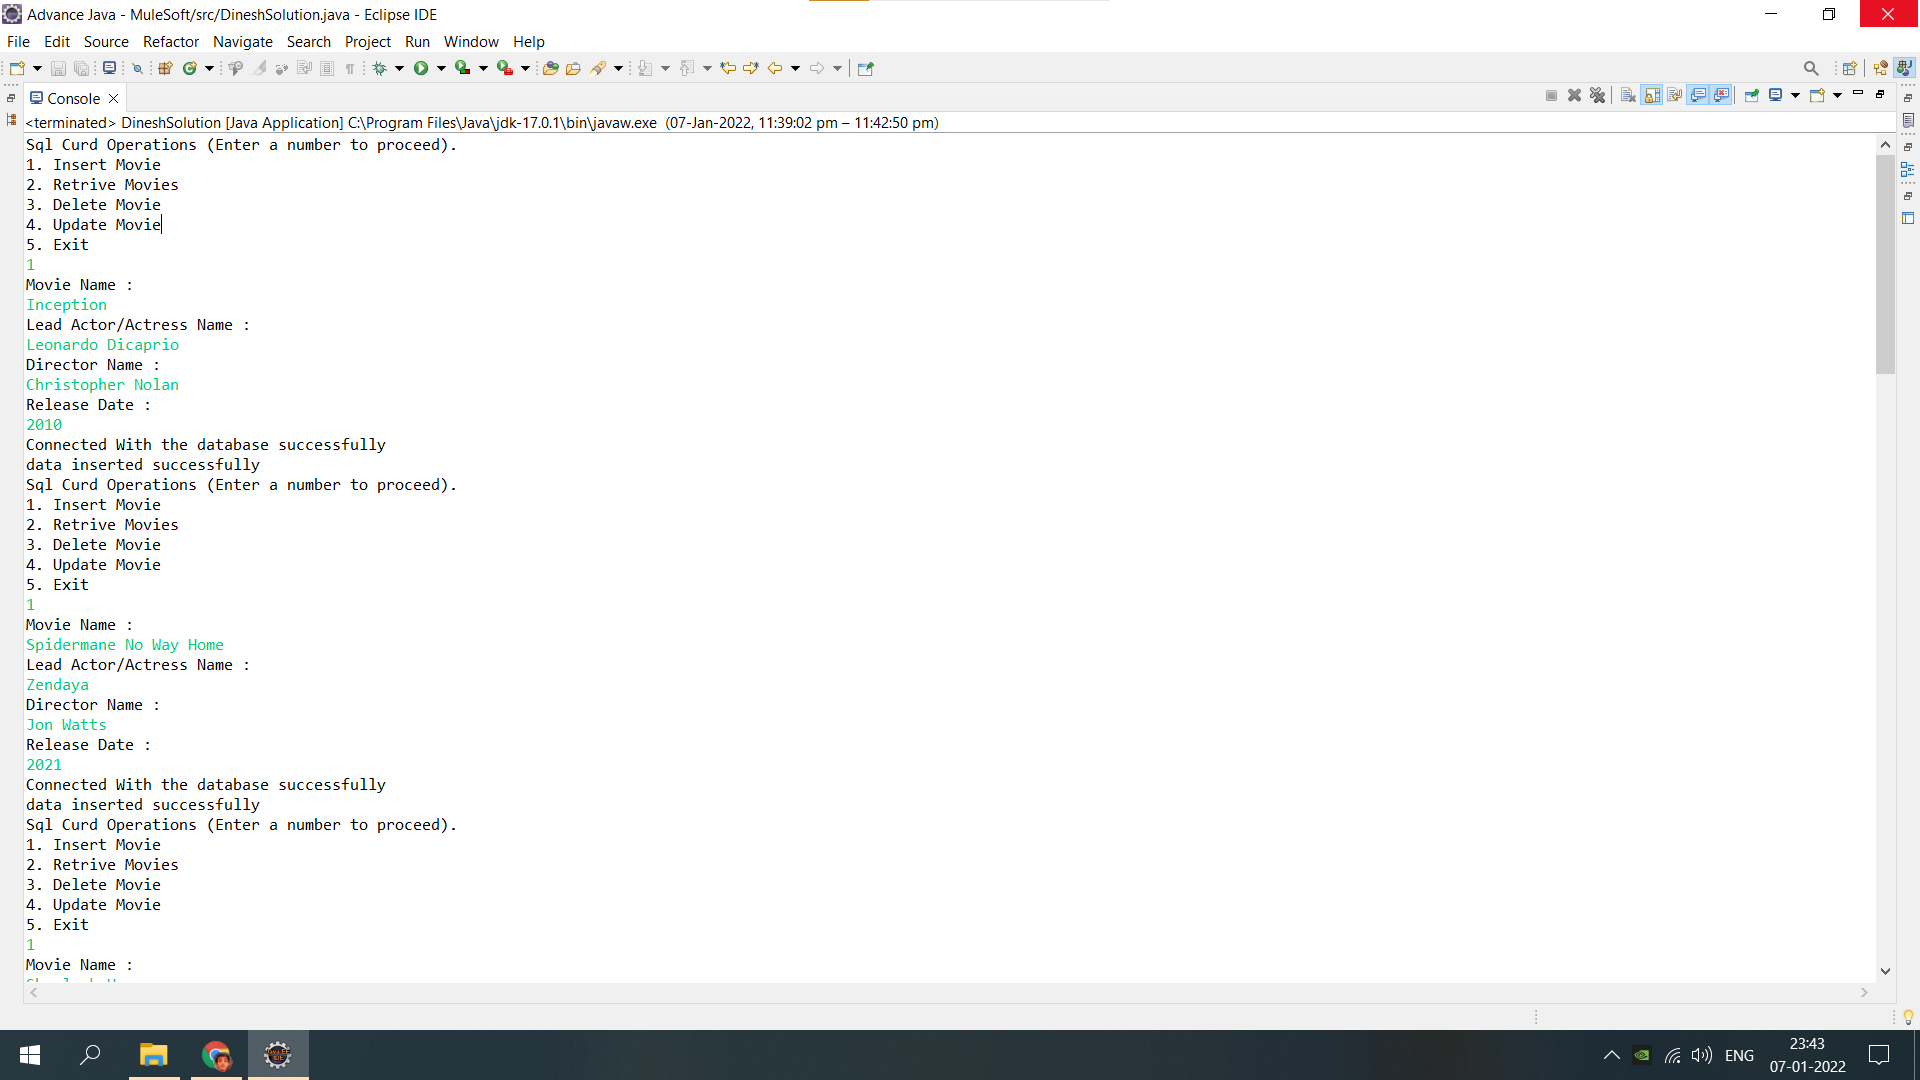 Advance Java - MuleSoft/src/DineshSolution.java - Eclipse IDE
File Edit Source Refactor Navigate Search Project Run Window Help
Console
<terminated> DineshSolution [Java Application] C:\Program Files\Java\jdk-17.0.1\bin\javaw.exe (07-Jan-2022, 11:39:02 pm – 11:42:50 pm)
Sql Curd Operations (Enter a number to proceed).
1. Insert Movie
2. Retrive Movies
3. Delete Movie
4. Update Movie
5. Exit
1
Movie Name :
Inception
Lead Actor/Actress Name :
Leonardo Dicaprio
Director Name :
Christopher Nolan
Release Date :
2010
Connected With the database successfully
data inserted successfully
Sql Curd Operations (Enter a number to proceed).
1. Insert Movie
2. Retrive Movies
3. Delete Movie
4. Update Movie
5. Exit
1
Movie Name :
Spidermane No Way Home
Lead Actor/Actress Name :
Zendaya
Director Name :
Jon Watts
Release Date :
2021
Connected With the database successfully
data inserted successfully
Sql Curd Operations (Enter a number to proceed).
1. Insert Movie
2. Retrive Movies
3. Delete Movie
4. Update Movie
5. Exit
1
Movie Name :
ENG
23:43
07-01-2022